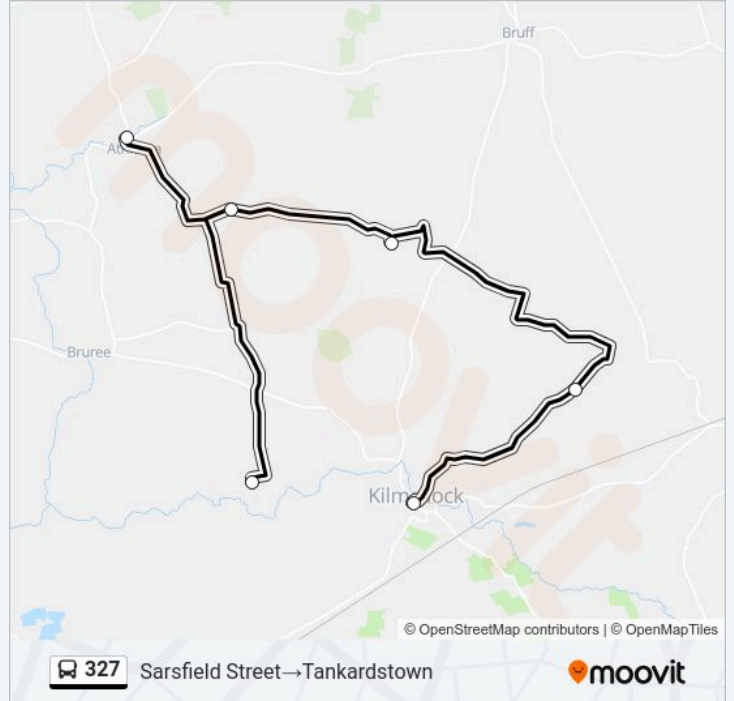 Bruff
Bruree
© OpenStreetMap contributors | © OpenMapTiles
327 Sarsfield Street→Tankardstown
moovit